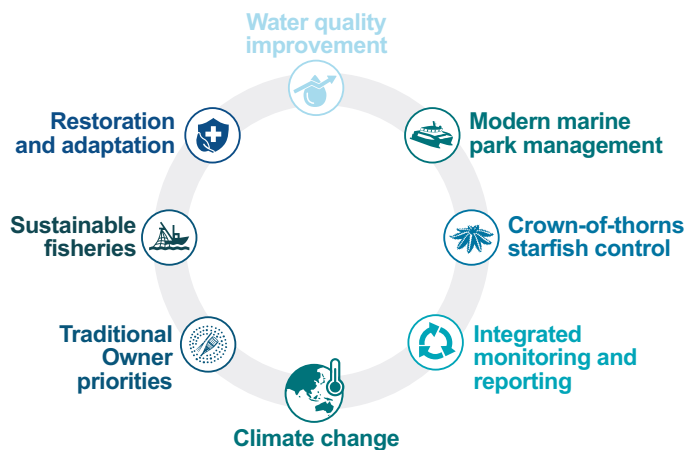 Water quality
improvement
Modern marine
park management
Crown-of-thorns
starfish control
Integrated
monitoring and
reporting
Climate change
Traditional
Owner
priorities
Sustainable
fisheries
Restoration
and adaptation